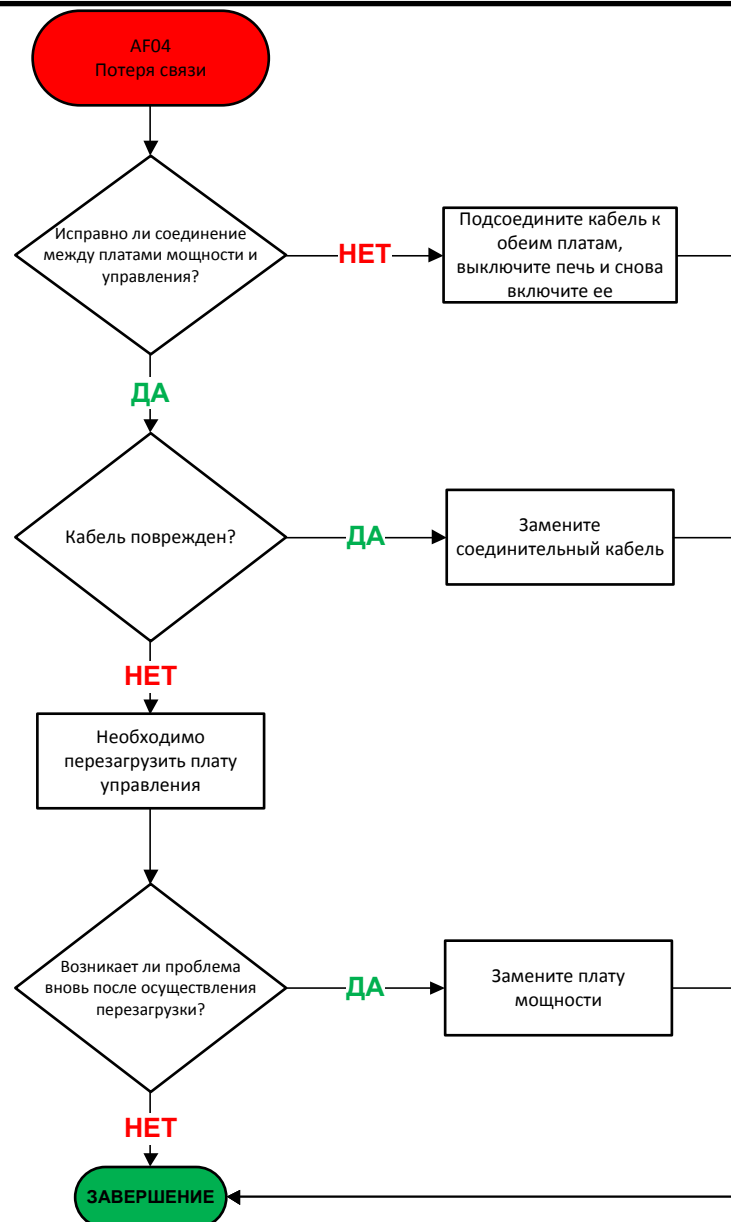 AF04
Потеря связи
Исправно ли соединение
между платами мощности и
управления?
НЕТ
Подсоедините кабель к
обеим платам,
выключите печь и снова
включите ее
ДА
Кабель поврежден?
ДА
Замените
соединительный кабель
НЕТ
Необходимо
перезагрузить плату
управления
Возникает ли проблема
вновь после осуществления
перезагрузки?
ДА
Замените плату
мощности
НЕТ
ЗАВЕРШЕНИЕ